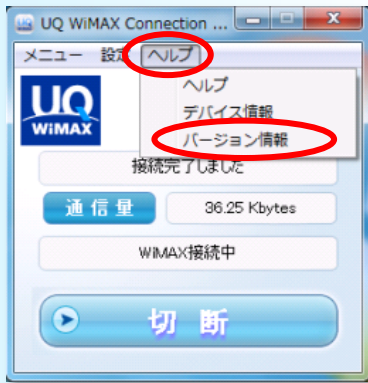 UQ WiMAX Connection ...
メニュー 設定 ヘルプ
ヘルプ
デバイス情報
バージョン情報
UQ
WiMAX
接続完了しました
通信量 36.25 Kbytes
WiMAX接続中
切断